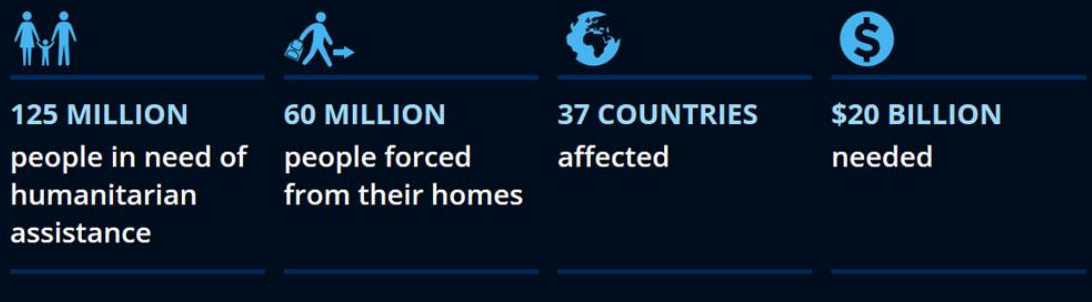 125 MILLION
people in need of
humanitarian
assistance
60 MILLION
people forced
from their homes
37 COUNTRIES
affected
$20 BILLION
needed